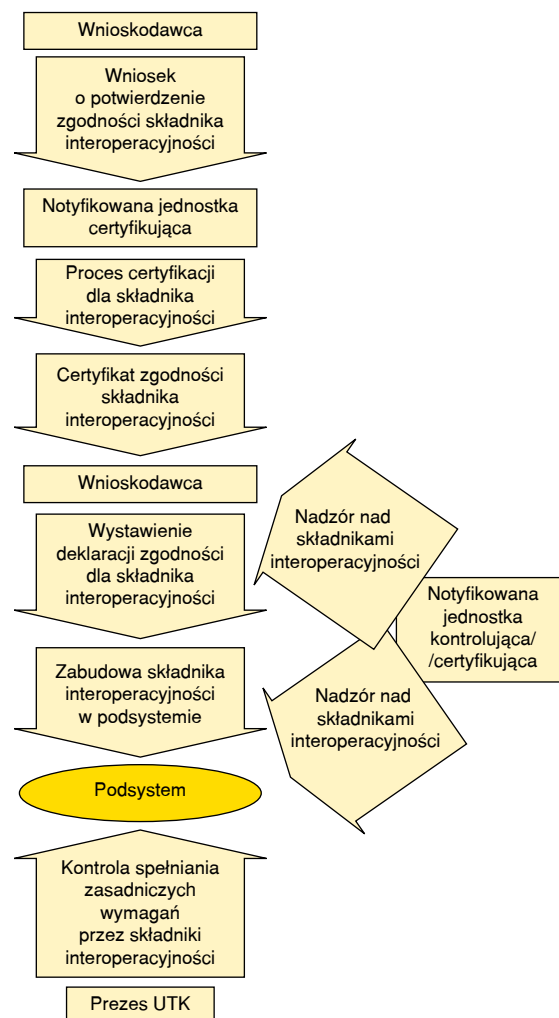 Wnioskodawca
Wniosek
o potwierdzenie
zgodności składnika
interoperacyjności
Notyfikowana jednostka
certyfikująca
Proces certyfikacji
dla składnika
interoperacyjności
Certyfikat zgodności
składnika
interoperacyjności
Wnioskodawca
Wystawienie
deklaracji zgodności
dla składnika
interoperacyjności
Nadzór nad
składnikami
interoperacyjności
Notyfikowana
jednostka
kontrolująca/
/certyfikująca
Zabudowa składnika
interoperacyjności
w podsystemie
Nadzór nad
składnikami
interoperacyjności
Podsystem
Kontrola spełniania
zasadniczych
wymagań
przez składniki
interoperacyjności
Prezes UTK